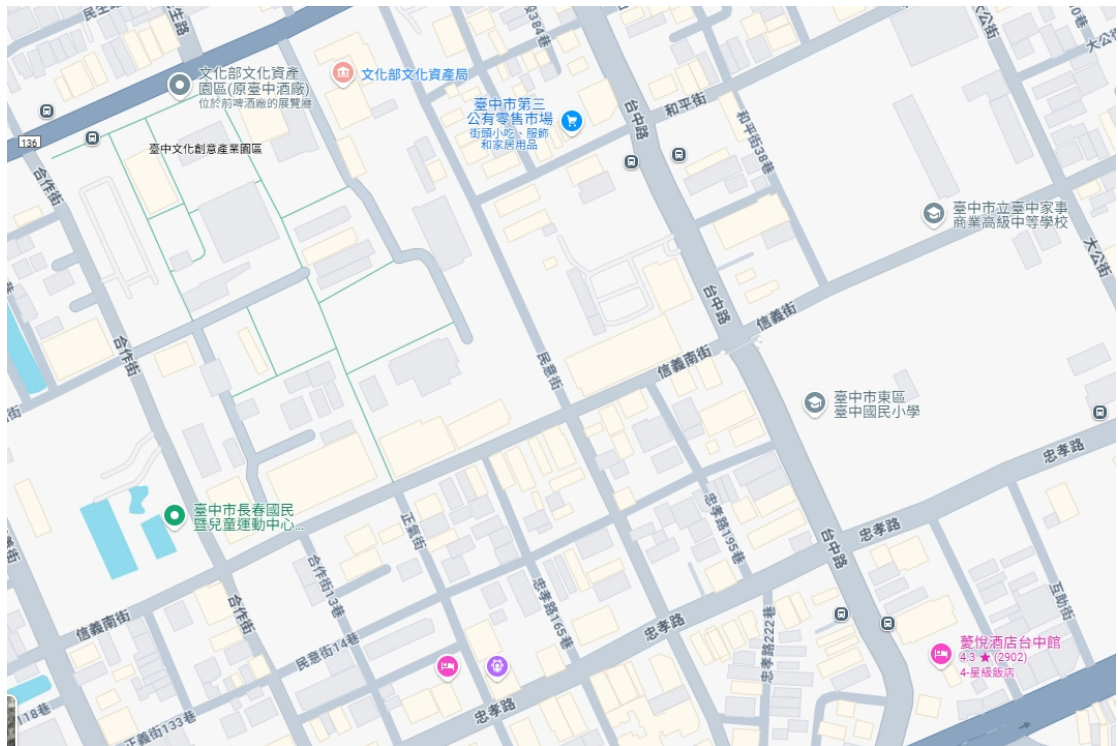 民生路
文化部文化資產
園區(原臺中酒廠)
位於前啤酒廠的展覽廳
文化部文化資產局
臺中市第三
公有零售市場
街頭小吃、服飾
和家居用品
台中路
和平街
和平街38巷
大公街
136
臺中文化創意產業園區
合作街
臺中市立臺中家事
商業高級中等學校
大公街
台中路
信義街
合作街
民意街
信義南街
臺中市東區
臺中國民小學
忠孝路
臺中市長春國民
暨兒童運動中心...
正氣街
忠孝路195巷
台中路
忠孝路
合作街13巷
合作街
忠孝路165巷
信義南街
民意街14巷
忠孝路
忠孝路222巷
互助街
薆悅酒店台中館
4.3 ★ (2902)
4-星級飯店
忠孝路
正義街133巷
118巷